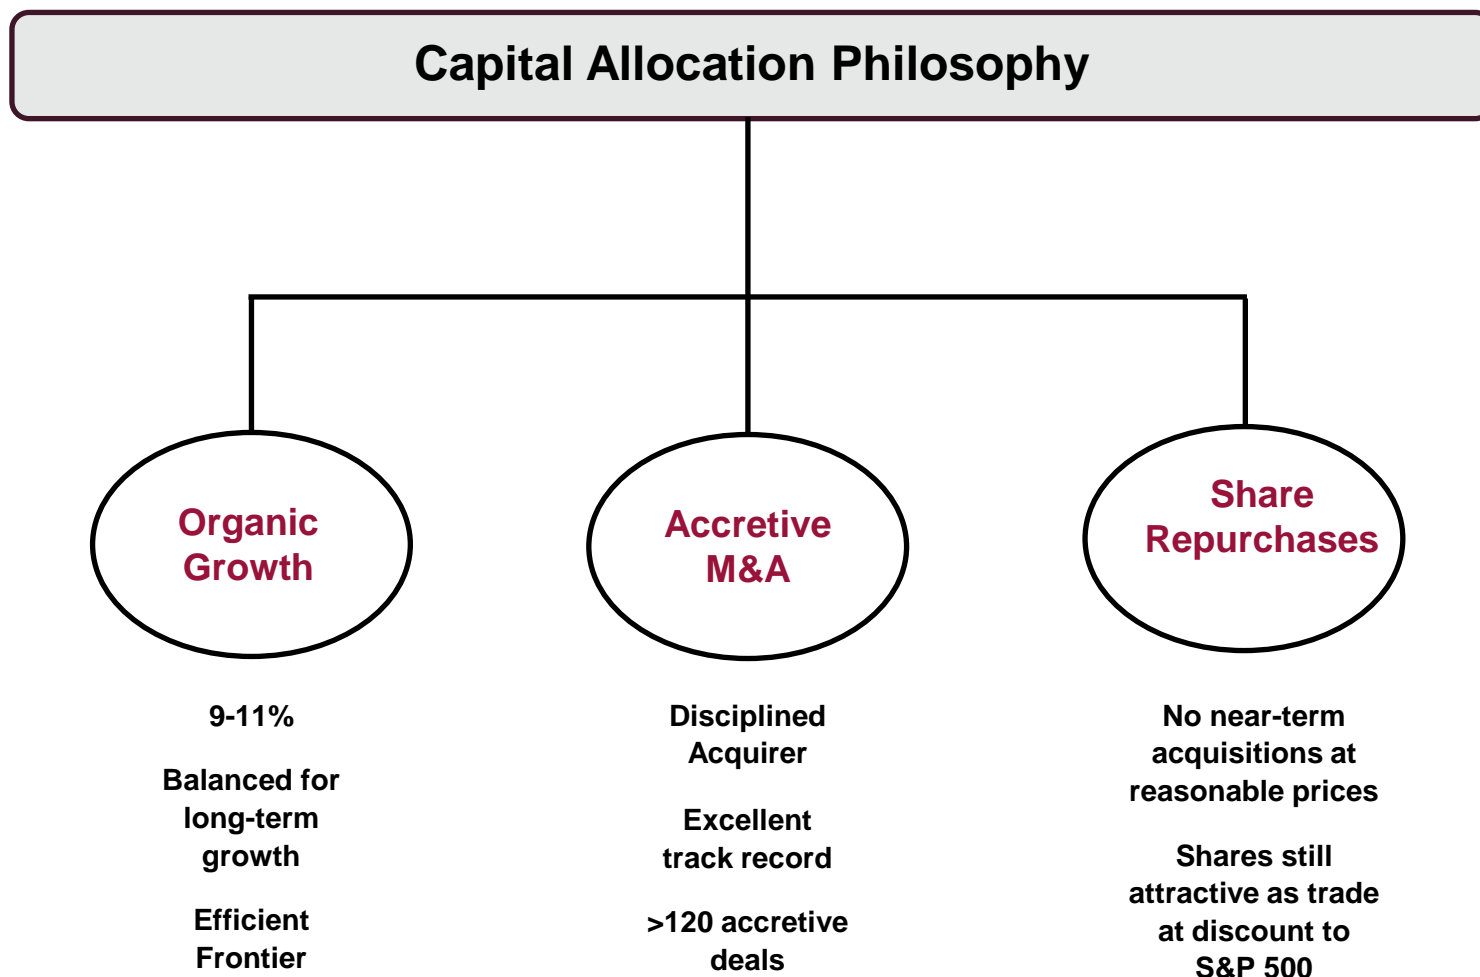 Capital Allocation Philosophy
Organic
Growth
9-11%
Balanced for
long-term
growth
Efficient
Frontier
Accretive
M&A
Disciplined
Acquirer
Excellent
track record
>120 accretive
deals
Share
Repurchases
No near-term
acquisitions at
reasonable prices
Shares still
attractive as trade
at discount to
S&P 500